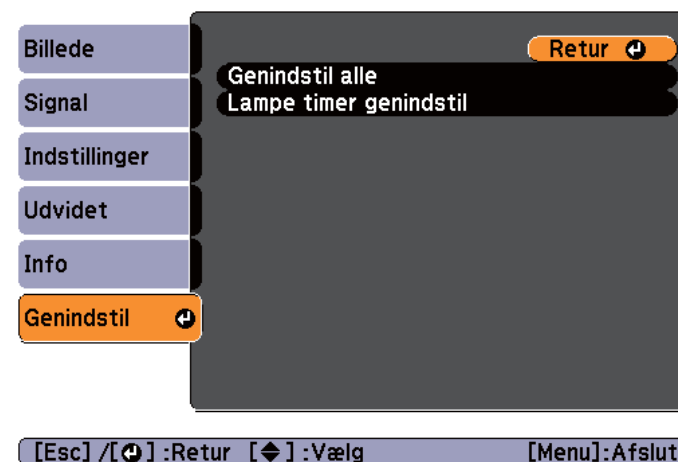 Billede
Signal
Indstillinger
Udvidet
Info
Genindstil
Retur
Genindstil alle
Lampe timer genindstil
[Esc] /[ ] :Retur [ ] :Vælg [Menu]:Afslut